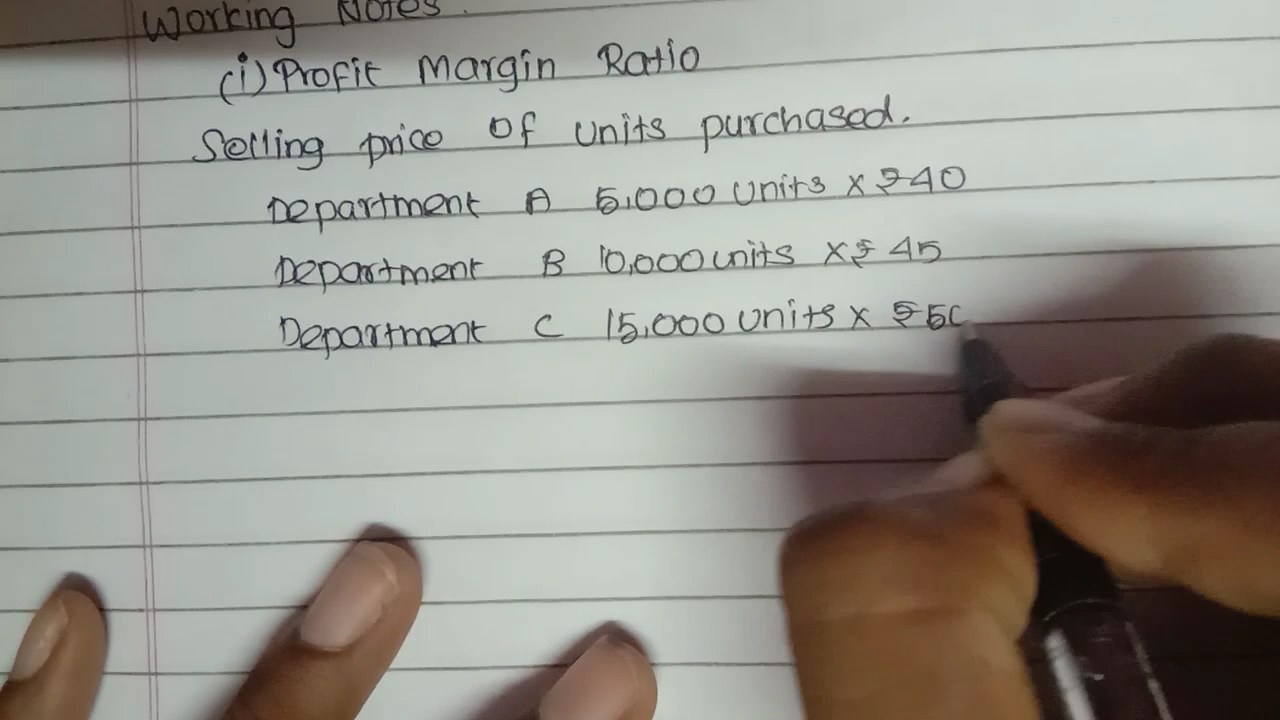 Working Notes.
(i) Profit Margin Ratio
Selling price of units purchased.
Department A 5,000 units x ₹40
Department B 10,000 units x ₹ 45
Department C 15,000 units x ₹50